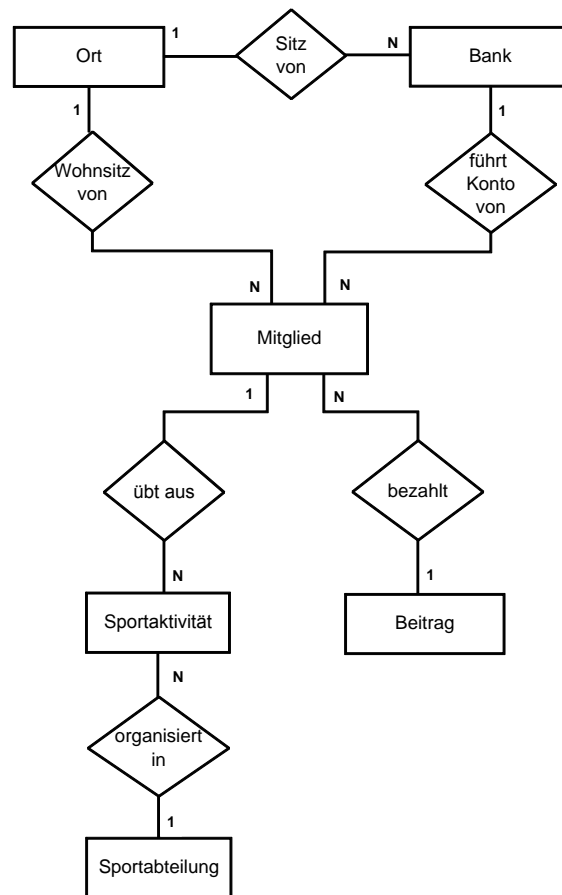 Ort
1
Sitz
von
N
Bank
1
1
Wohnsitz
von
führt
Konto
von
N
N
Mitglied
1
N
übt aus
bezahlt
N
1
Sportaktivität
Beitrag
N
organisiert
in
1
Sportabteilung